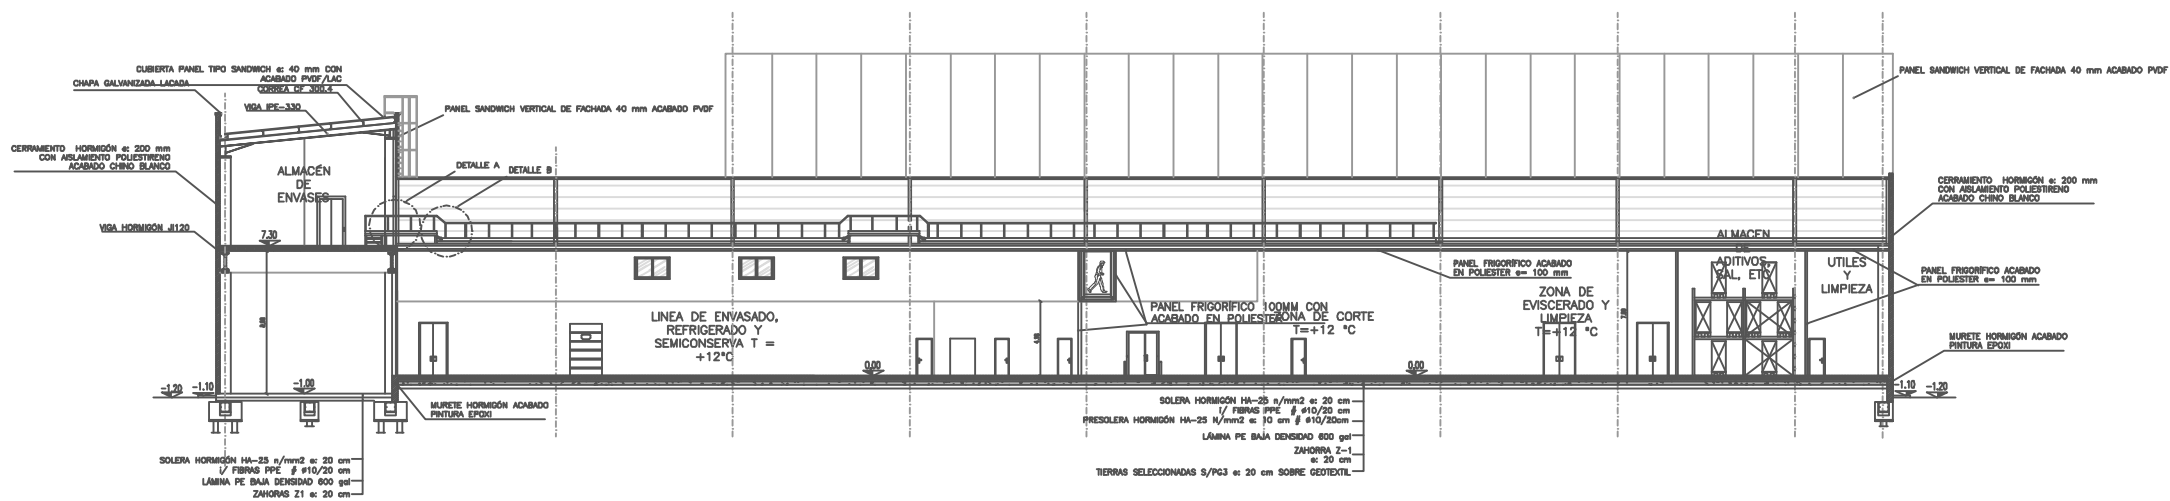 CUBIERTA PANEL TIPO SANDWICH e: 40 mm CON
ACABADO PVDF/LAC
CHAPA GALVANIZADA LACADA
CORREA CF 300.4
VIGA IPE-330
PANEL SANDWICH VERTICAL DE FACHADA 40 mm ACABADO PVDF
PANEL SANDWICH VERTICAL DE FACHADA 40 mm ACABADO PVDF
CERRAMIENTO HORMIGÓN e: 200 mm
CON AISLAMIENTO POLIESTIRENO
ACABADO CHINO BLANCO
ALMACÉN
DE
ENVASES
DETALLE A
DETALLE B
CERRAMIENTO HORMIGÓN e: 200 mm
CON AISLAMIENTO POLIESTIRENO
ACABADO CHINO BLANCO
VIGA HORMIGÓN J1120
7.30
ALMACEN
DE
ADITIVOS,
SAL, ETC
UTILES
Y
LIMPIEZA
PANEL FRIGORÍFICO ACABADO
EN POLIESTER e= 100 mm
PANEL FRIGORÍFICO ACABADO
EN POLIESTER e= 100 mm
ZONA DE
EVISCERADO Y
LIMPIEZA
T=+12 °C
PANEL FRIGORÍFICO 100MM CON
ACABADO EN POLIESTER
ZONA DE CORTE
T=+12 °C
LINEA DE ENVASADO,
REFRIGERADO Y
SEMICONSERVA T =
+12°C
MURETE HORMIGÓN ACABADO
PINTURA EPOXI
0.00
0.00
-1.20
-1.10
-1.00
-1.10
-1.20
MURETE HORMIGÓN ACABADO
PINTURA EPOXI
SOLERA HORMIGÓN HA-25 n/mm2 e: 20 cm
i/ FIBRAS PPE # ø10/20 cm
PRESOLERA HORMIGÓN HA-25 N/mm2 e: 10 cm # ø10/20cm
LÁMINA PE BAJA DENSIDAD 600 gal
ZAHORRA Z-1
e: 20 cm
TIERRAS SELECCIONADAS S/PG3 e: 20 cm SOBRE GEOTEXTIL
SOLERA HORMIGÓN HA-25 n/mm2 e: 20 cm
i/ FIBRAS PPE # ø10/20 cm
LÁMINA PE BAJA DENSIDAD 600 gal
ZAHORAS Z1 e: 20 cm